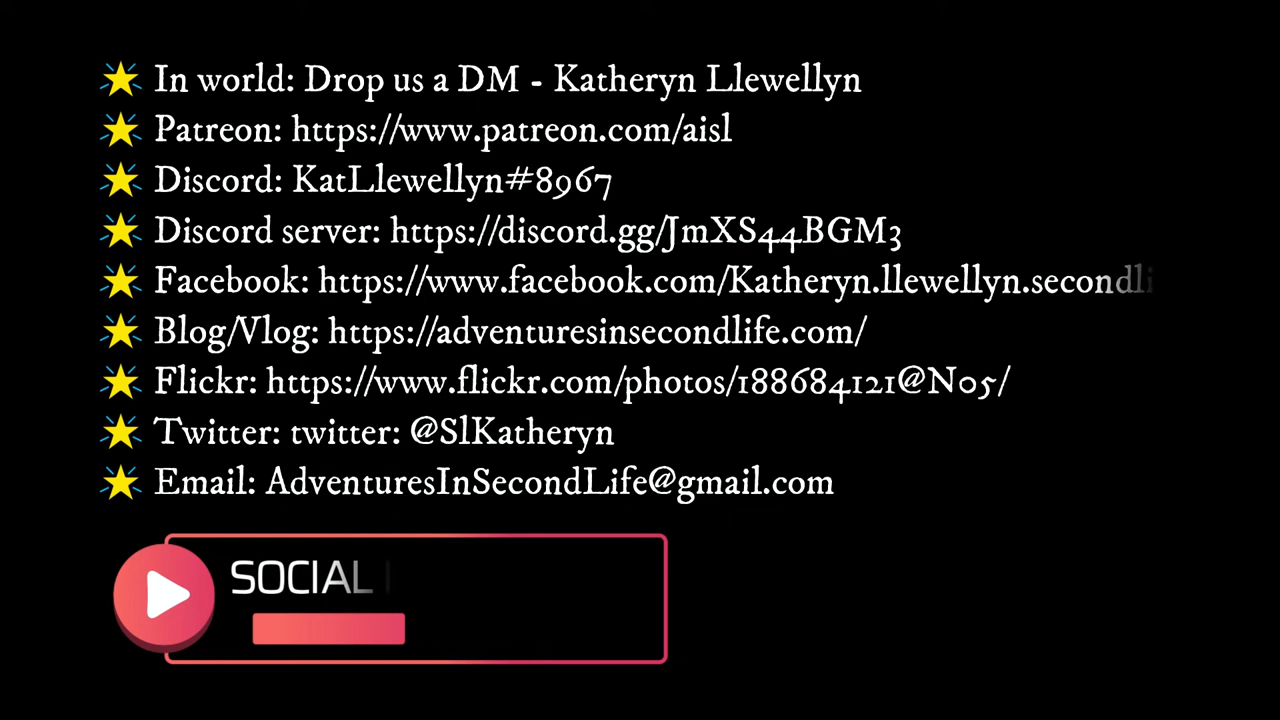 In world: Drop us a DM - Katheryn Llewellyn
Patreon: https://www.patreon.com/aisl
Discord: KatLlewellyn#8967
Discord server: https://discord.gg/JmXS44BGM3
Facebook: https://www.facebook.com/Katheryn.llewellyn.secondli
Blog/Vlog: https://adventuresinsecondlife.com/
Flickr: https://www.flickr.com/photos/188684121@N05/
Twitter: twitter: @SlKatheryn
Email: AdventuresInSecondLife@gmail.com
SOCIAL